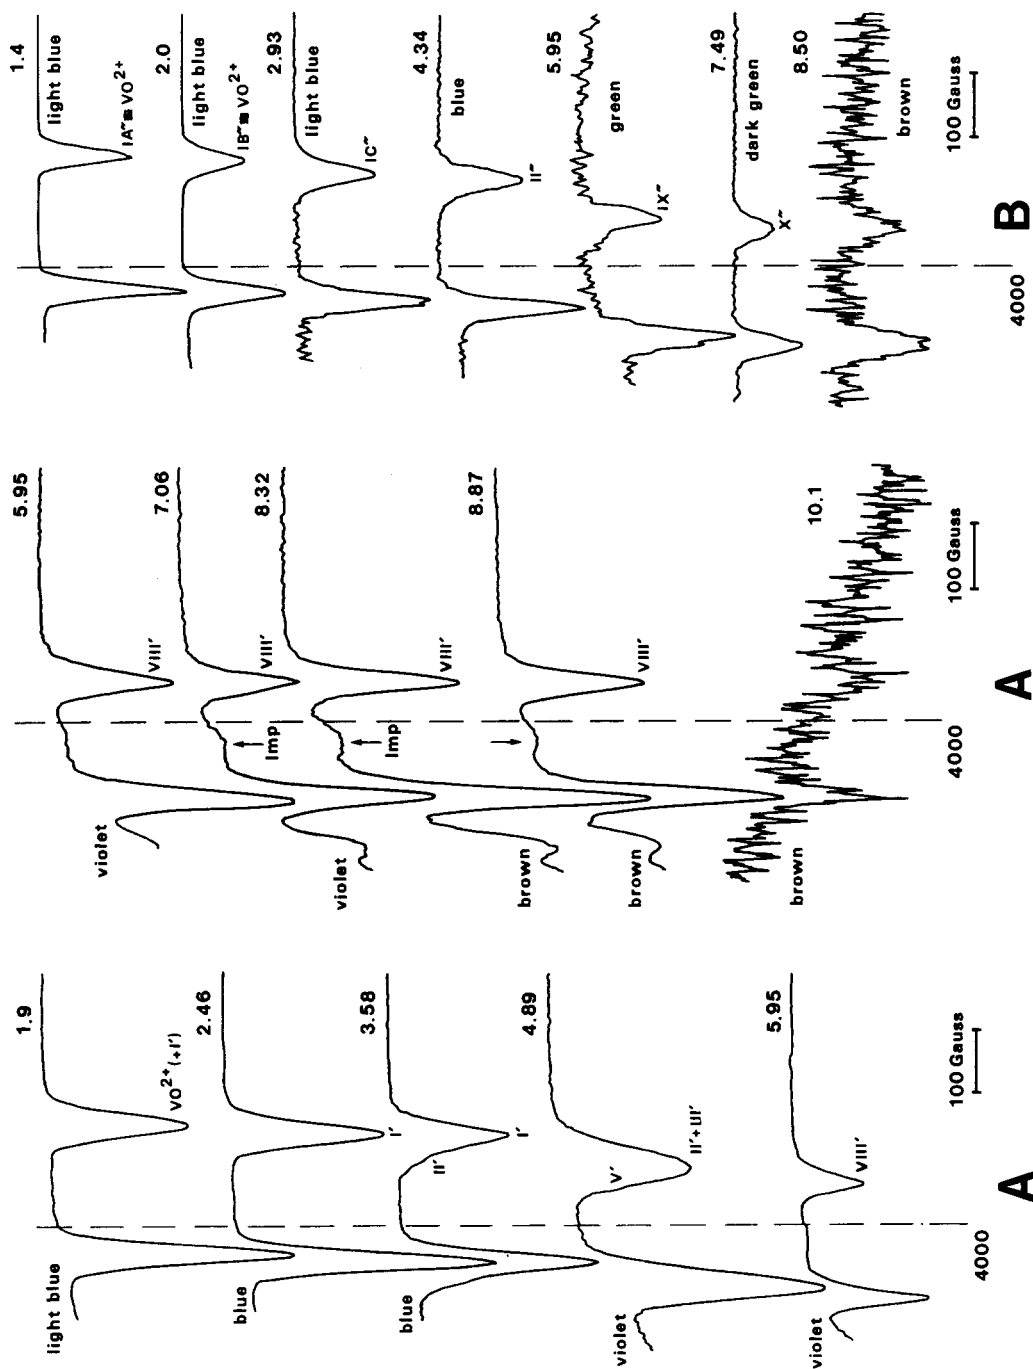 light blue
1.9
VO²⁺(+I′)
blue
2.46
I′
blue
3.58
II′
I′
violet
4.89
V′
II′+UI′
violet
5.95
VIII′
4000
100 Gauss
A
violet
5.95
VIII′
violet
7.06
Imp
VIII′
brown
8.32
Imp
VIII′
brown
8.87
VIII′
brown
10.1
4000
100 Gauss
A
1.4
light blue
IA‴≡VO²⁺
2.0
light blue
IB‴≡VO²⁺
2.93
light blue
IC‴
4.34
blue
II‴
5.95
green
IX‴
7.49
dark green
X‴
8.50
brown
4000
100 Gauss
B